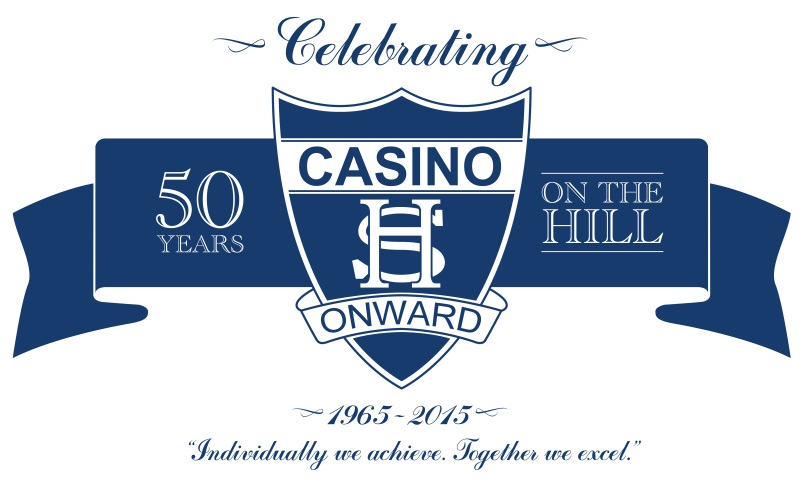 Celebrating
50
YEARS
CASINO
HS
ONWARD
ON THE
HILL
1965~2015
“Individually we achieve. Together we excel.”